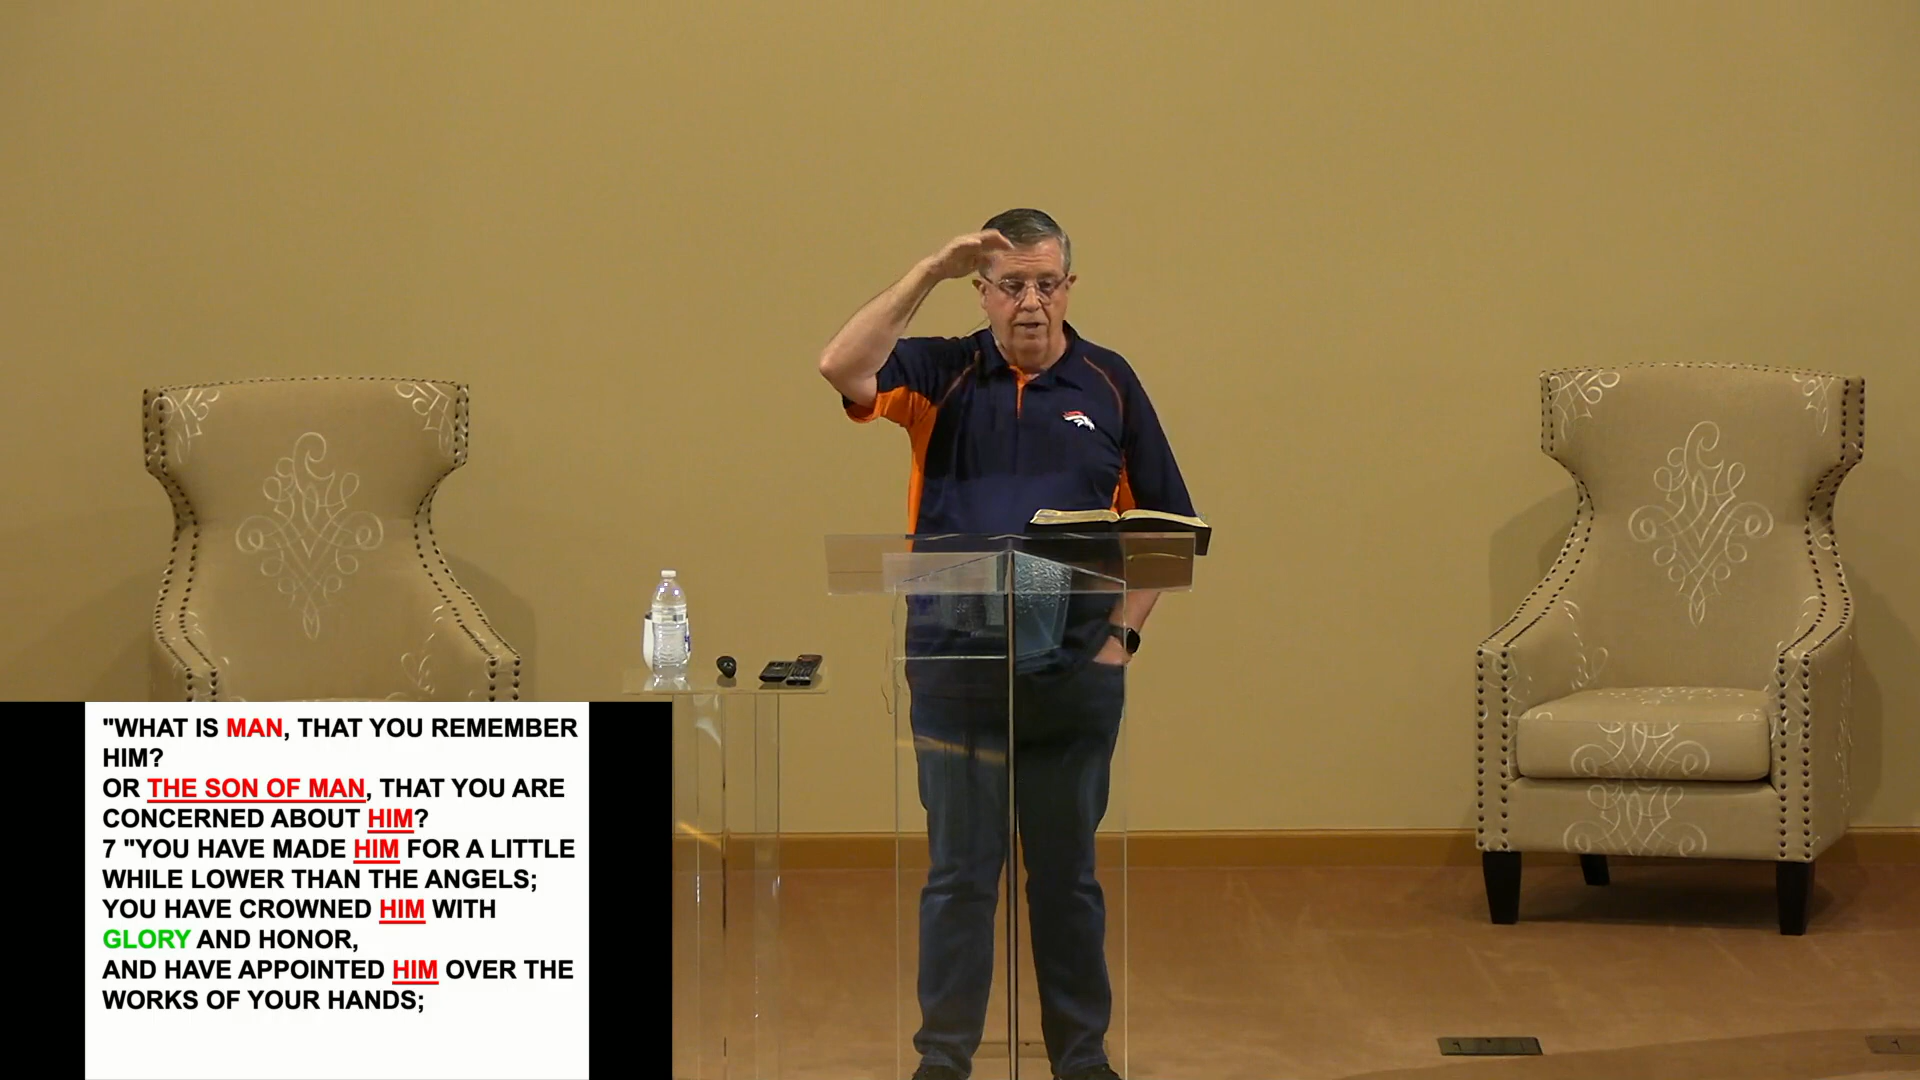 "WHAT IS MAN, THAT YOU REMEMBER
HIM?
OR THE SON OF MAN, THAT YOU ARE
CONCERNED ABOUT HIM?
7 "YOU HAVE MADE HIM FOR A LITTLE
WHILE LOWER THAN THE ANGELS;
YOU HAVE CROWNED HIM WITH
GLORY AND HONOR,
AND HAVE APPOINTED HIM OVER THE
WORKS OF YOUR HANDS;